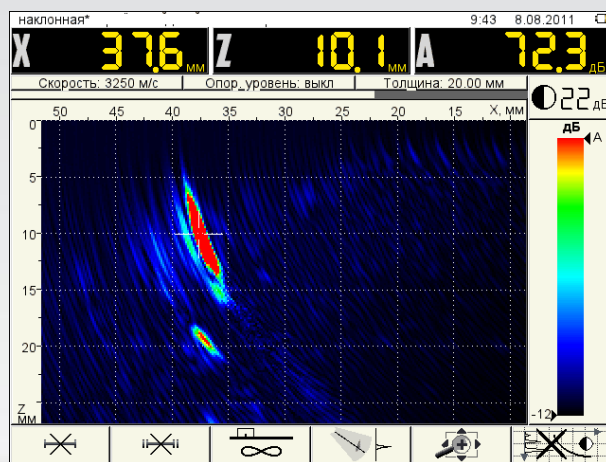 наклонная* 9:43 8.08.2011
X 37.6 мм Z 10.1 мм A 72.3 дБ
Скорость: 3250 м/с Опор. уровень: выкл Толщина: 20.00 мм
22 дБ
50 45 40 35 30 25 20 15 X, мм
дБ
A
0
5
10
15
20
Z
мм
-12